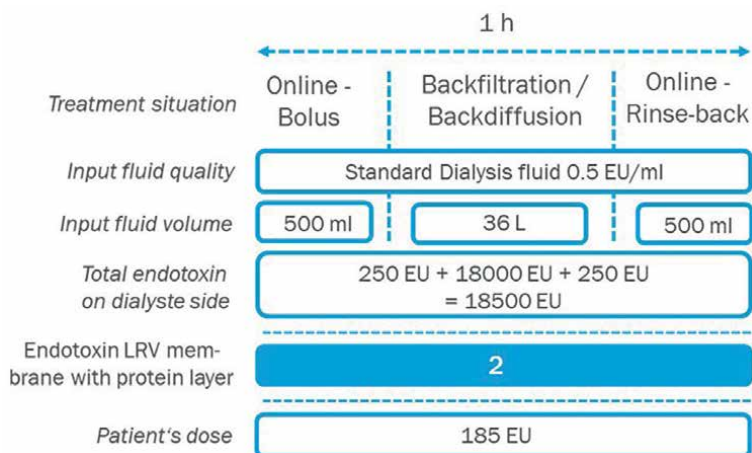 1 h
Treatment situation
Online -
Bolus
Backfiltration /
Backdiffusion
Online -
Rinse-back
Input fluid quality
Standard Dialysis fluid 0.5 EU/ml
Input fluid volume
500 ml
36 L
500 ml
Total endotoxin
on dialyste side
250 EU + 18000 EU + 250 EU
= 18500 EU
Endotoxin LRV mem-
brane with protein layer
2
Patient's dose
185 EU